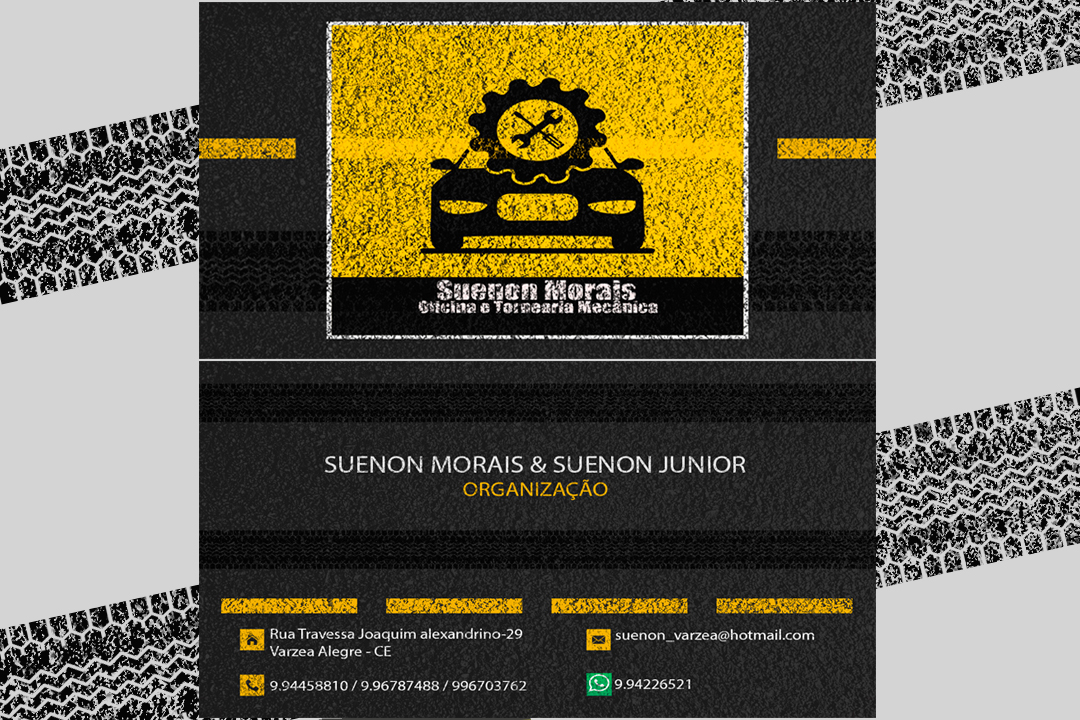 Suenon Morais
Oficina e Tornearia Mecânica
SUENON MORAIS & SUENON JUNIOR
ORGANIZAÇÃO
Rua Travessa Joaquim alexandrino-29
Varzea Alegre - CE
suenon_varzea@hotmail.com
9.94458810 / 9.96787488 / 996703762
9.94226521